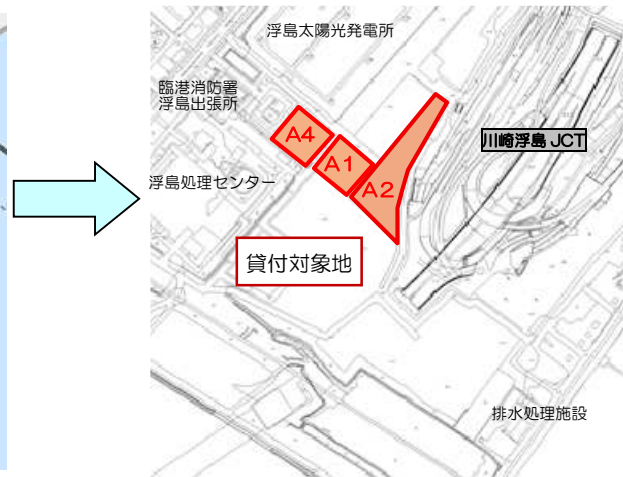 浮島太陽光発電所
臨港消防署
浮島出張所
A4
A1
A2
川崎浮島 JCT
浮島処理センター
貸付対象地
排水処理施設